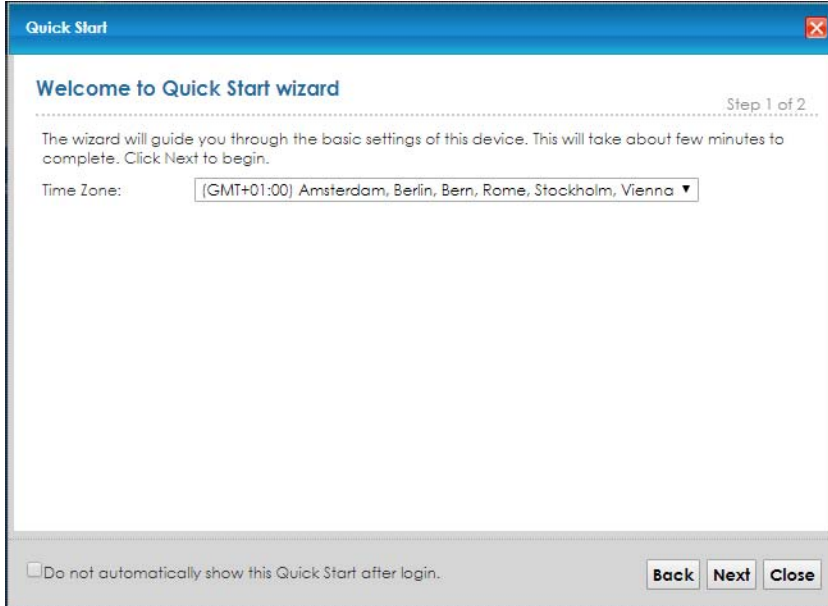 Quick Start
Welcome to Quick Start wizard
Step 1 of 2
The wizard will guide you through the basic settings of this device. This will take about few minutes to
complete. Click Next to begin.
Time Zone: (GMT+01:00) Amsterdam, Berlin, Bern, Rome, Stockholm, Vienna
Do not automatically show this Quick Start after login.
Back Next Close